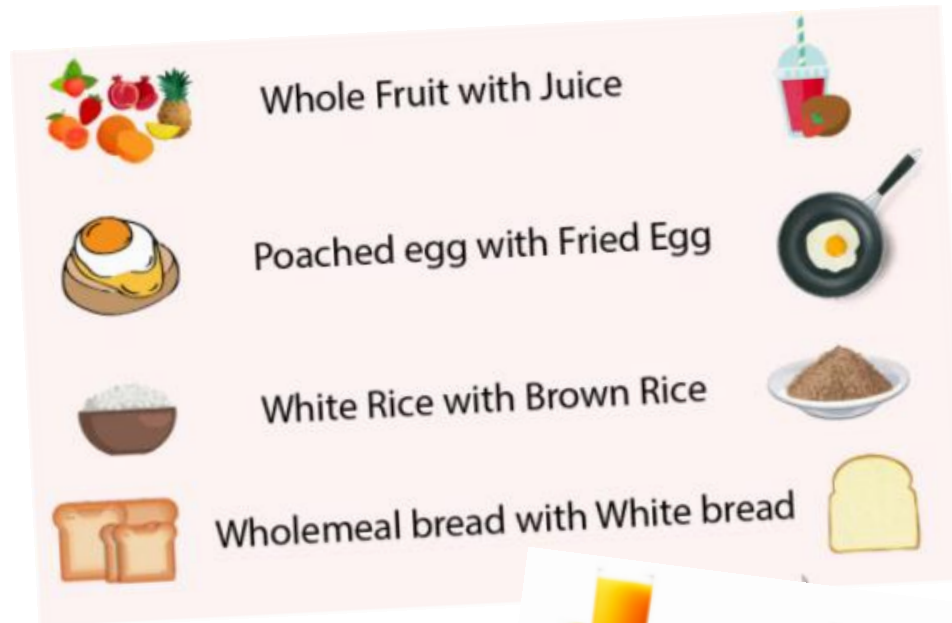 Whole Fruit with Juice
Poached egg with Fried Egg
White Rice with Brown Rice
Wholemeal bread with White bread